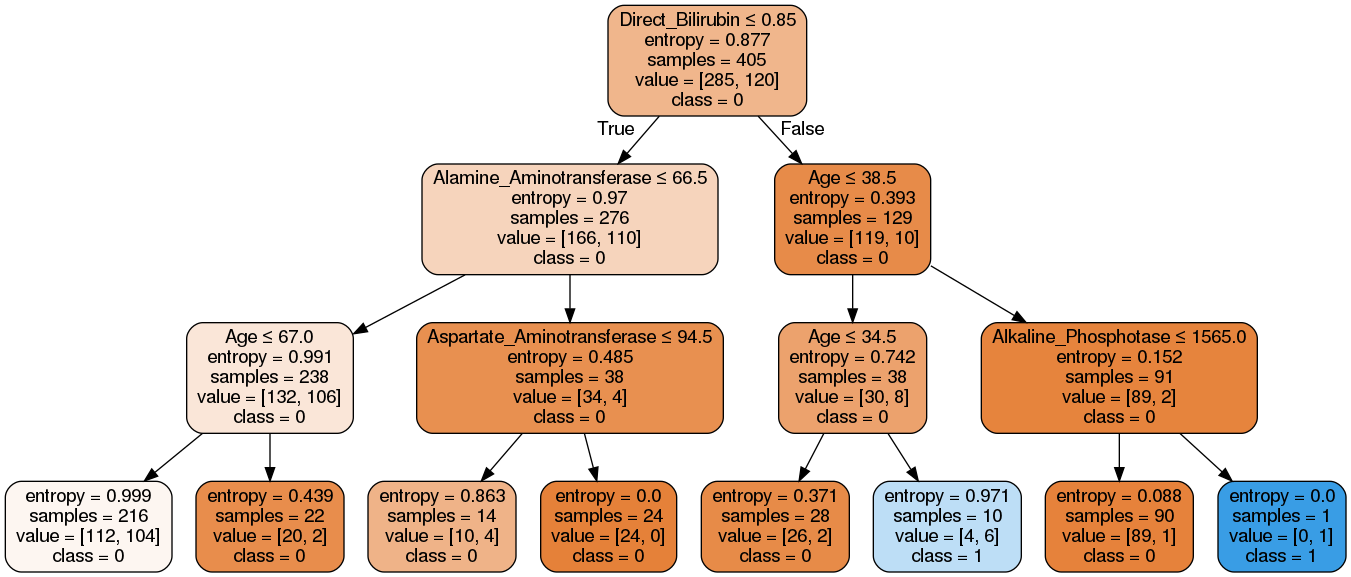 Direct_Bilirubin ≤ 0.85
entropy = 0.877
samples = 405
value = [285, 120]
class = 0
True
False
Alamine_Aminotransferase ≤ 66.5
entropy = 0.97
samples = 276
value = [166, 110]
class = 0
Age ≤ 38.5
entropy = 0.393
samples = 129
value = [119, 10]
class = 0
Age ≤ 67.0
entropy = 0.991
samples = 238
value = [132, 106]
class = 0
Aspartate_Aminotransferase ≤ 94.5
entropy = 0.485
samples = 38
value = [34, 4]
class = 0
Age ≤ 34.5
entropy = 0.742
samples = 38
value = [30, 8]
class = 0
Alkaline_Phosphotase ≤ 1565.0
entropy = 0.152
samples = 91
value = [89, 2]
class = 0
entropy = 0.999
samples = 216
value = [112, 104]
class = 0
entropy = 0.439
samples = 22
value = [20, 2]
class = 0
entropy = 0.863
samples = 14
value = [10, 4]
class = 0
entropy = 0.0
samples = 24
value = [24, 0]
class = 0
entropy = 0.371
samples = 28
value = [26, 2]
class = 0
entropy = 0.971
samples = 10
value = [4, 6]
class = 1
entropy = 0.088
samples = 90
value = [89, 1]
class = 0
entropy = 0.0
samples = 1
value = [0, 1]
class = 1